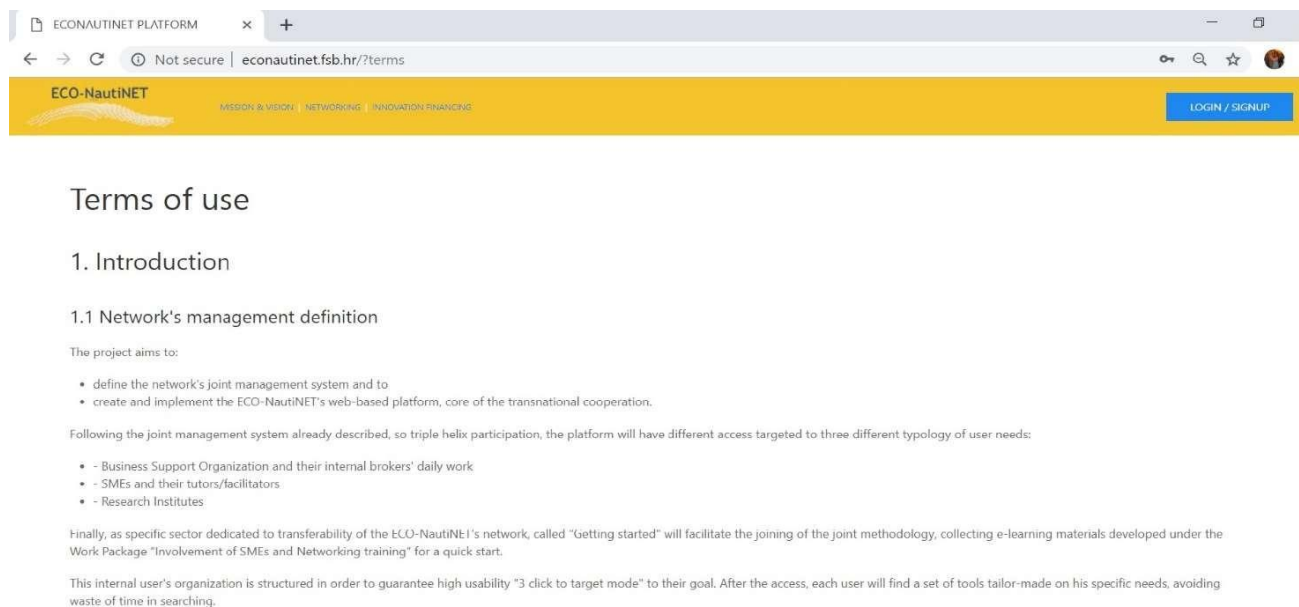 ECONAUTINET PLATFORM
Not secure | econautinet.fsb.hr/?terms
ECO-NautiNET
MISSION & VISION | NETWORKING | INNOVATION FINANCING
LOGIN / SIGNUP
Terms of use
1. Introduction
1.1 Network's management definition
The project aims to:
• define the network's joint management system and to
• create and implement the ECO-NautiNET's web-based platform, core of the transnational cooperation.
Following the joint management system already described, so triple helix participation, the platform will have different access targeted to three different typology of user needs:
• - Business Support Organization and their internal brokers' daily work
• - SMEs and their tutors/facilitators
• - Research Institutes
Finally, as specific sector dedicated to transferability of the ECO-NautiNET's network, called "Getting started" will facilitate the joining of the joint methodology, collecting e-learning materials developed under the
Work Package "Involvement of SMEs and Networking training" for a quick start.
This internal user's organization is structured in order to guarantee high usability "3 click to target mode" to their goal. After the access, each user will find a set of tools tailor-made on his specific needs, avoiding
waste of time in searching.